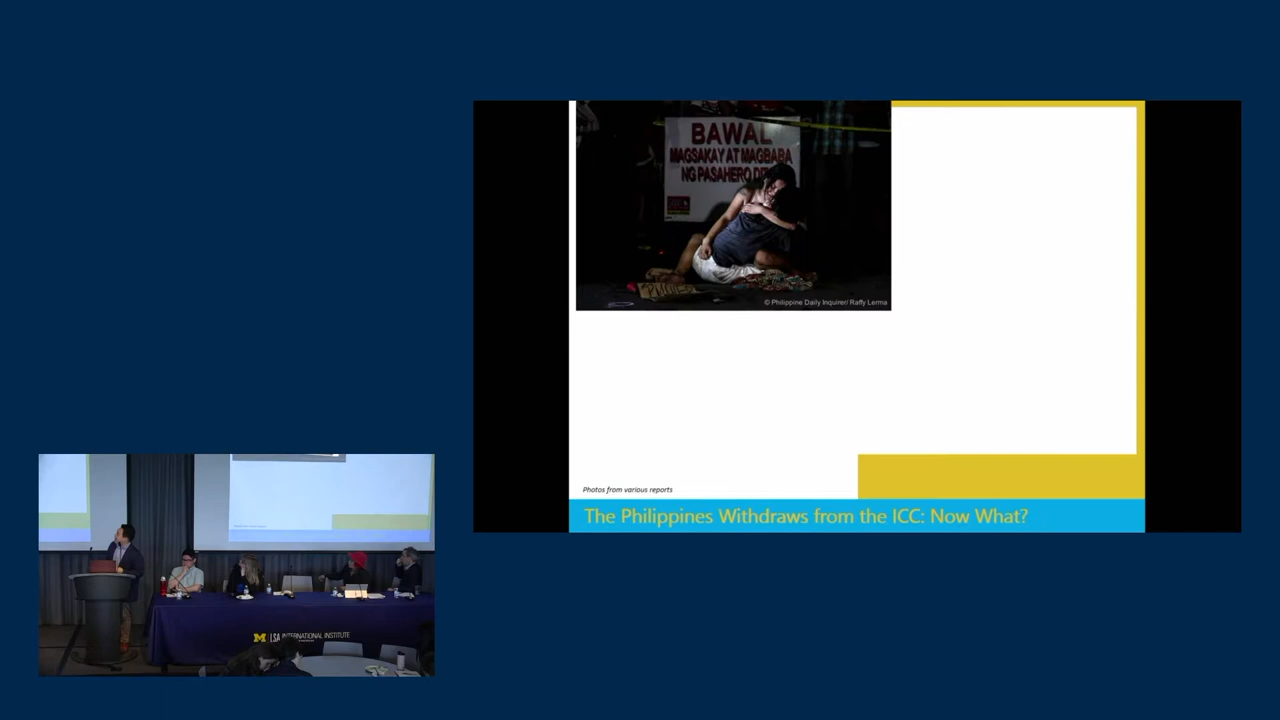 BAWAL
MAGSAKAY AT MAGBABA
NG PASAHERO
© Philippine Daily Inquirer/ Raffy Lerma
Photos from various reports
The Philippines Withdraws from the ICC: Now What?
M LSA INTERNATIONAL INSTITUTE